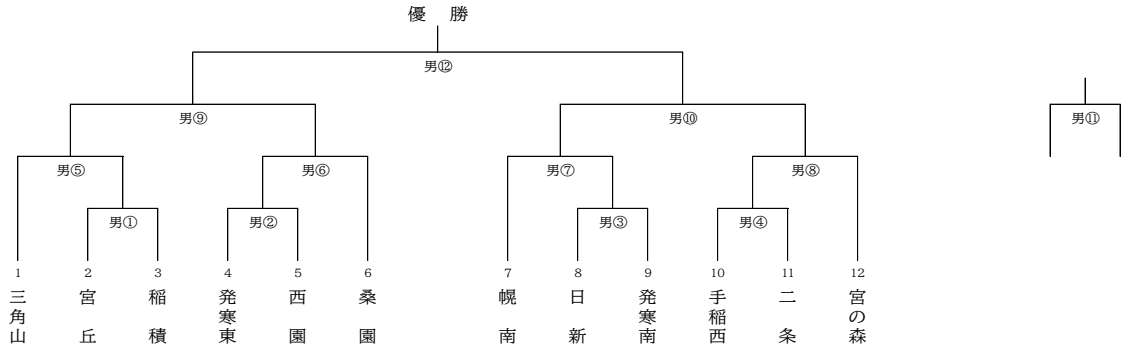 優 勝
男⑫
男⑨ 男⑩ 男⑪
男⑤ 男⑥ 男⑦ 男⑧
男① 男② 男③ 男④
1 2 3 4 5 6 7 8 9 10 11 12
三角山
宮丘
稲積
発寒東
西園
桑園
幌南
日新
発寒南
手稲西
二条
宮の森